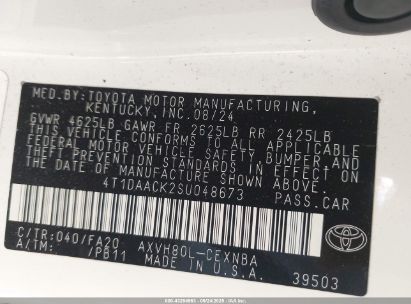 MFD.BY:TOYOTA MOTOR MANUFACTURING,
KENTUCKY,INC.08/24
GVWR 4625LB GAWR FR 2625LB RR 2425LB
THIS VEHICLE CONFORMS TO ALL APPLICABLE
FEDERAL MOTOR VEHICLE SAFETY, BUMPER, AND
THEFT PREVENTION STANDARDS IN EFFECT ON
THE DATE OF MANUFACTURE SHOWN ABOVE.
4T1DAACK2SU048673 PASS.CAR
C/TR:040/FA20 AXVH80L-CEXNBA
A/TM: /PB11 MADE IN U.S.A. 39503